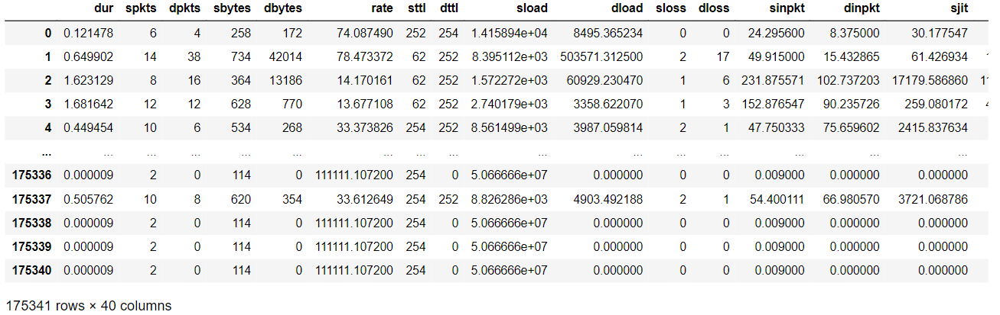 dur spkts dpkts sbytes dbytes rate sttl dttl sload dload sloss dloss sinpkt dinpkt sjit
0 0.121478 6 4 258 172 74.087490 252 254 1.415894e+04 8495.365234 0 0 24.295600 8.375000 30.177547
1 0.649902 14 38 734 42014 78.473372 62 252 8.395112e+03 503571.312500 2 17 49.915000 15.432865 61.426934
2 1.623129 8 16 364 13186 14.170161 62 252 1.572272e+03 60929.230470 1 6 231.875571 102.737203 17179.586860
3 1.681642 12 12 628 770 13.677108 62 252 2.740179e+03 3358.622070 1 3 152.876547 90.235726 259.080172
4 0.449454 10 6 534 268 33.373826 254 252 8.561499e+03 3987.059814 2 1 47.750333 75.659602 2415.837634
... ... ... ... ... ... ... ... ... ... ... ... ... ... ... ...
175336 0.000009 2 0 114 0 111111.107200 254 0 5.066666e+07 0.000000 0 0 0.009000 0.000000 0.000000
175337 0.505762 10 8 620 354 33.612649 254 252 8.826286e+03 4903.492188 2 1 54.400111 66.980570 3721.068786
175338 0.000009 2 0 114 0 111111.107200 254 0 5.066666e+07 0.000000 0 0 0.009000 0.000000 0.000000
175339 0.000009 2 0 114 0 111111.107200 254 0 5.066666e+07 0.000000 0 0 0.009000 0.000000 0.000000
175340 0.000009 2 0 114 0 111111.107200 254 0 5.066666e+07 0.000000 0 0 0.009000 0.000000 0.000000
175341 rows × 40 columns